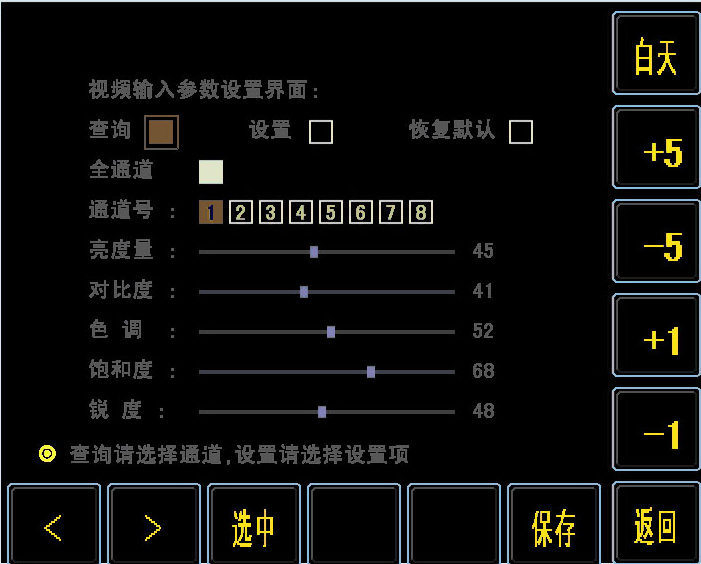 白天
视频输入参数设置界面:
查询 设置 恢复默认
+5
全通道
通道号 : 1 2 3 4 5 6 7 8
亮度量 : 45
-5
对比度 : 41
色 调 : 52
+1
饱和度 : 68
锐 度 : 48
-1
查询请选择通道,设置请选择设置项
< > 选中 保存 返回